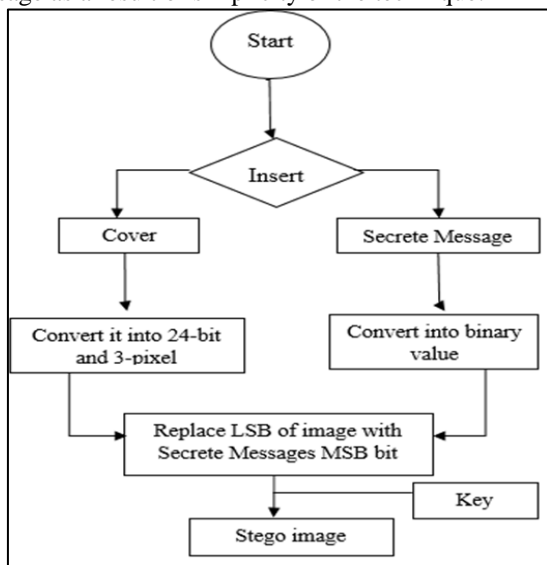 Start
Insert
Cover
Secrete Message
Convert it into 24-bit
and 3-pixel
Convert into binary
value
Replace LSB of image with
Secrete Messages MSB bit
Key
Stego image